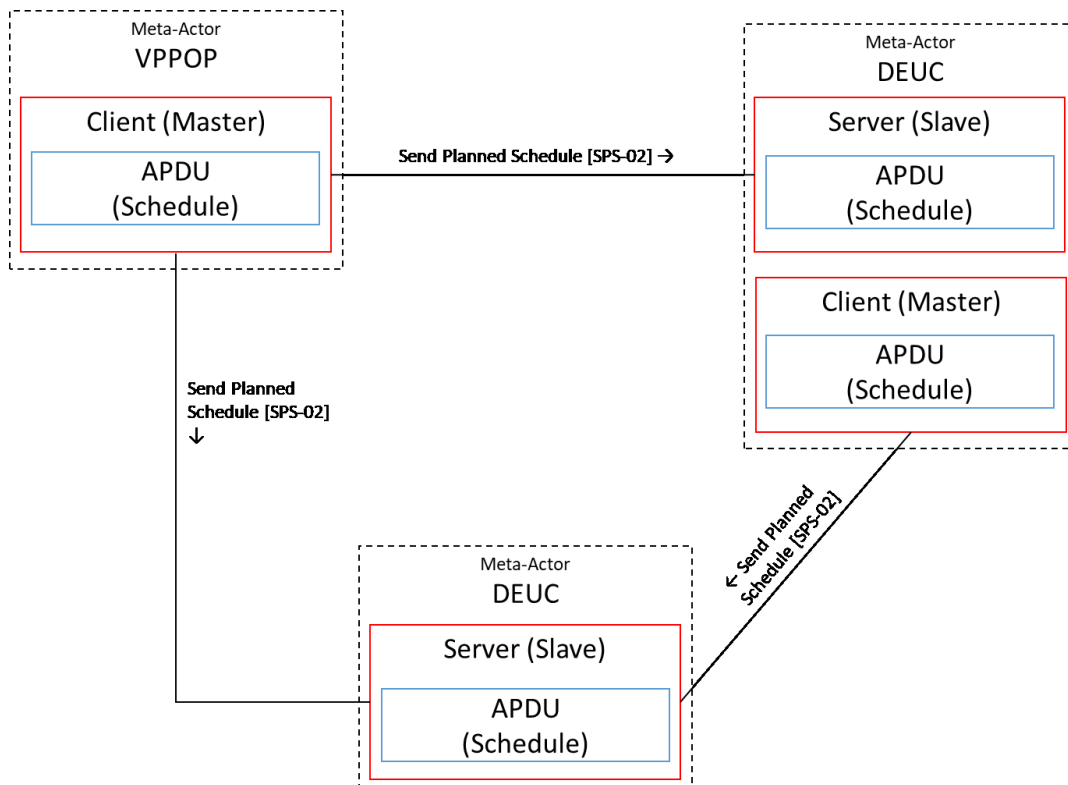 Meta-Actor
VPPOP
Client (Master)
APDU
(Schedule)
Send Planned Schedule [SPS-02] →
Meta-Actor
DEUC
Server (Slave)
APDU
(Schedule)
Client (Master)
APDU
(Schedule)
Send Planned
Schedule [SPS-02]
↓
← Send Planned
Schedule [SPS-02]
Meta-Actor
DEUC
Server (Slave)
APDU
(Schedule)